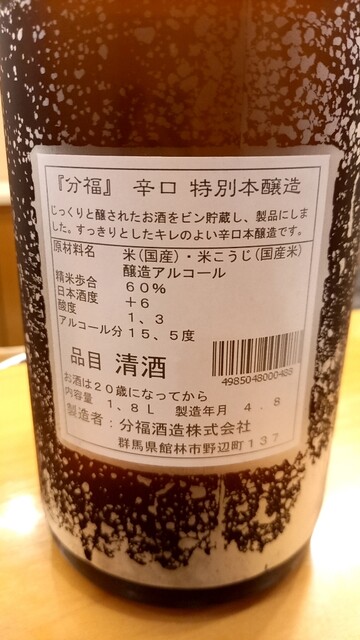 『分福』 辛口 特別本醸造
じっくりと醸されたお酒をビン貯蔵し、製品にしま
した。すっきりとしたキレのよい辛口本醸造です。
原材料名 米(国産)・米こうじ(国産米)
醸造アルコール
精米歩合 60%
日本酒度 +6
酸度 1、3
アルコール分 15、5度
品目 清酒
4985048000488
お酒は20歳になってから
内容量 1、8L 製造年月 4．8
製造者：分福酒造株式会社
群馬県館林市野辺町137